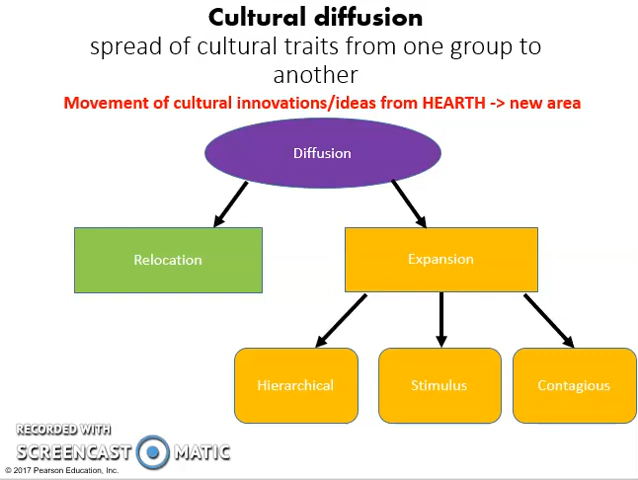 Cultural diffusion
spread of cultural traits from one group to
another
Movement of cultural innovations/ideas from HEARTH -> new area
Diffusion
Relocation
Expansion
Hierarchical
Stimulus
Contagious
RECORDED WITH
SCREENCAST MATIC
© 2017 Pearson Education, Inc.